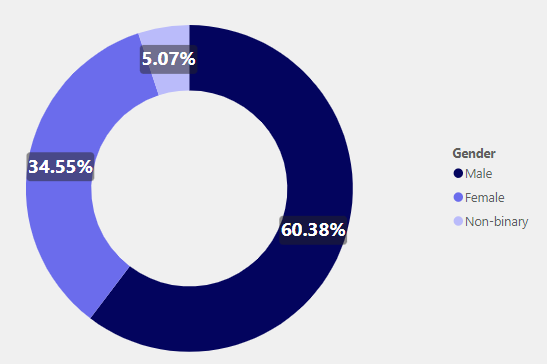 5.07%
34.55%
60.38%
Gender
Male
Female
Non-binary